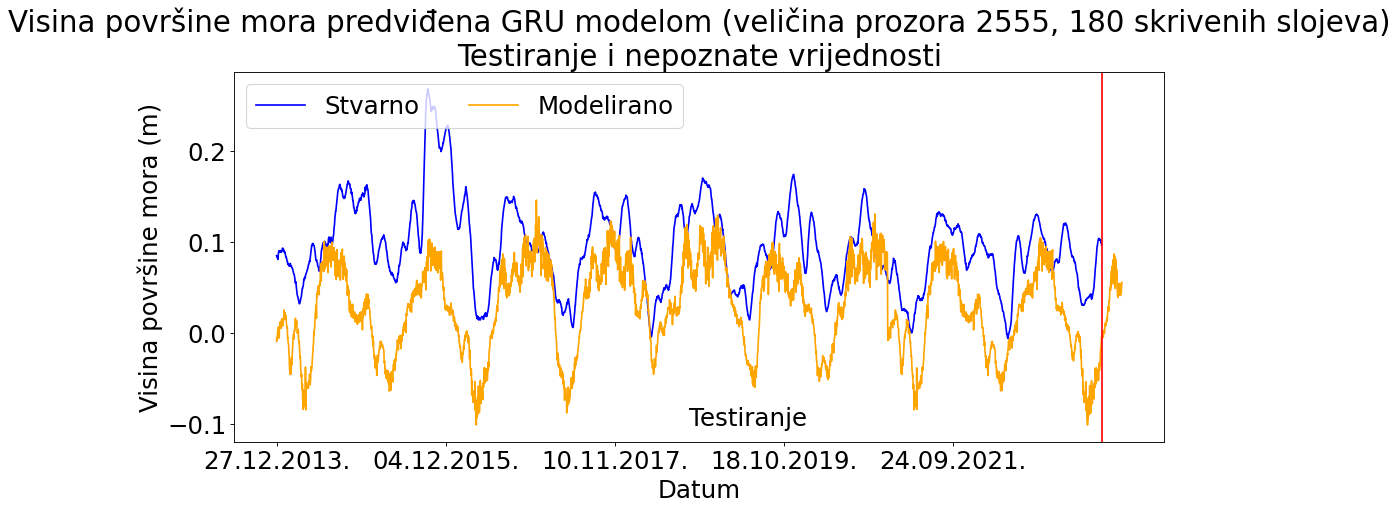 Visina površine mora predviđena GRU modelom (veličina prozora 2555, 180 skrivenih slojeva)
Testiranje i nepoznate vrijednosti
Stvarno Modelirano
Visina površine mora (m)
0.2
0.1
0.0
−0.1
Testiranje
27.12.2013. 04.12.2015. 10.11.2017. 18.10.2019. 24.09.2021.
Datum